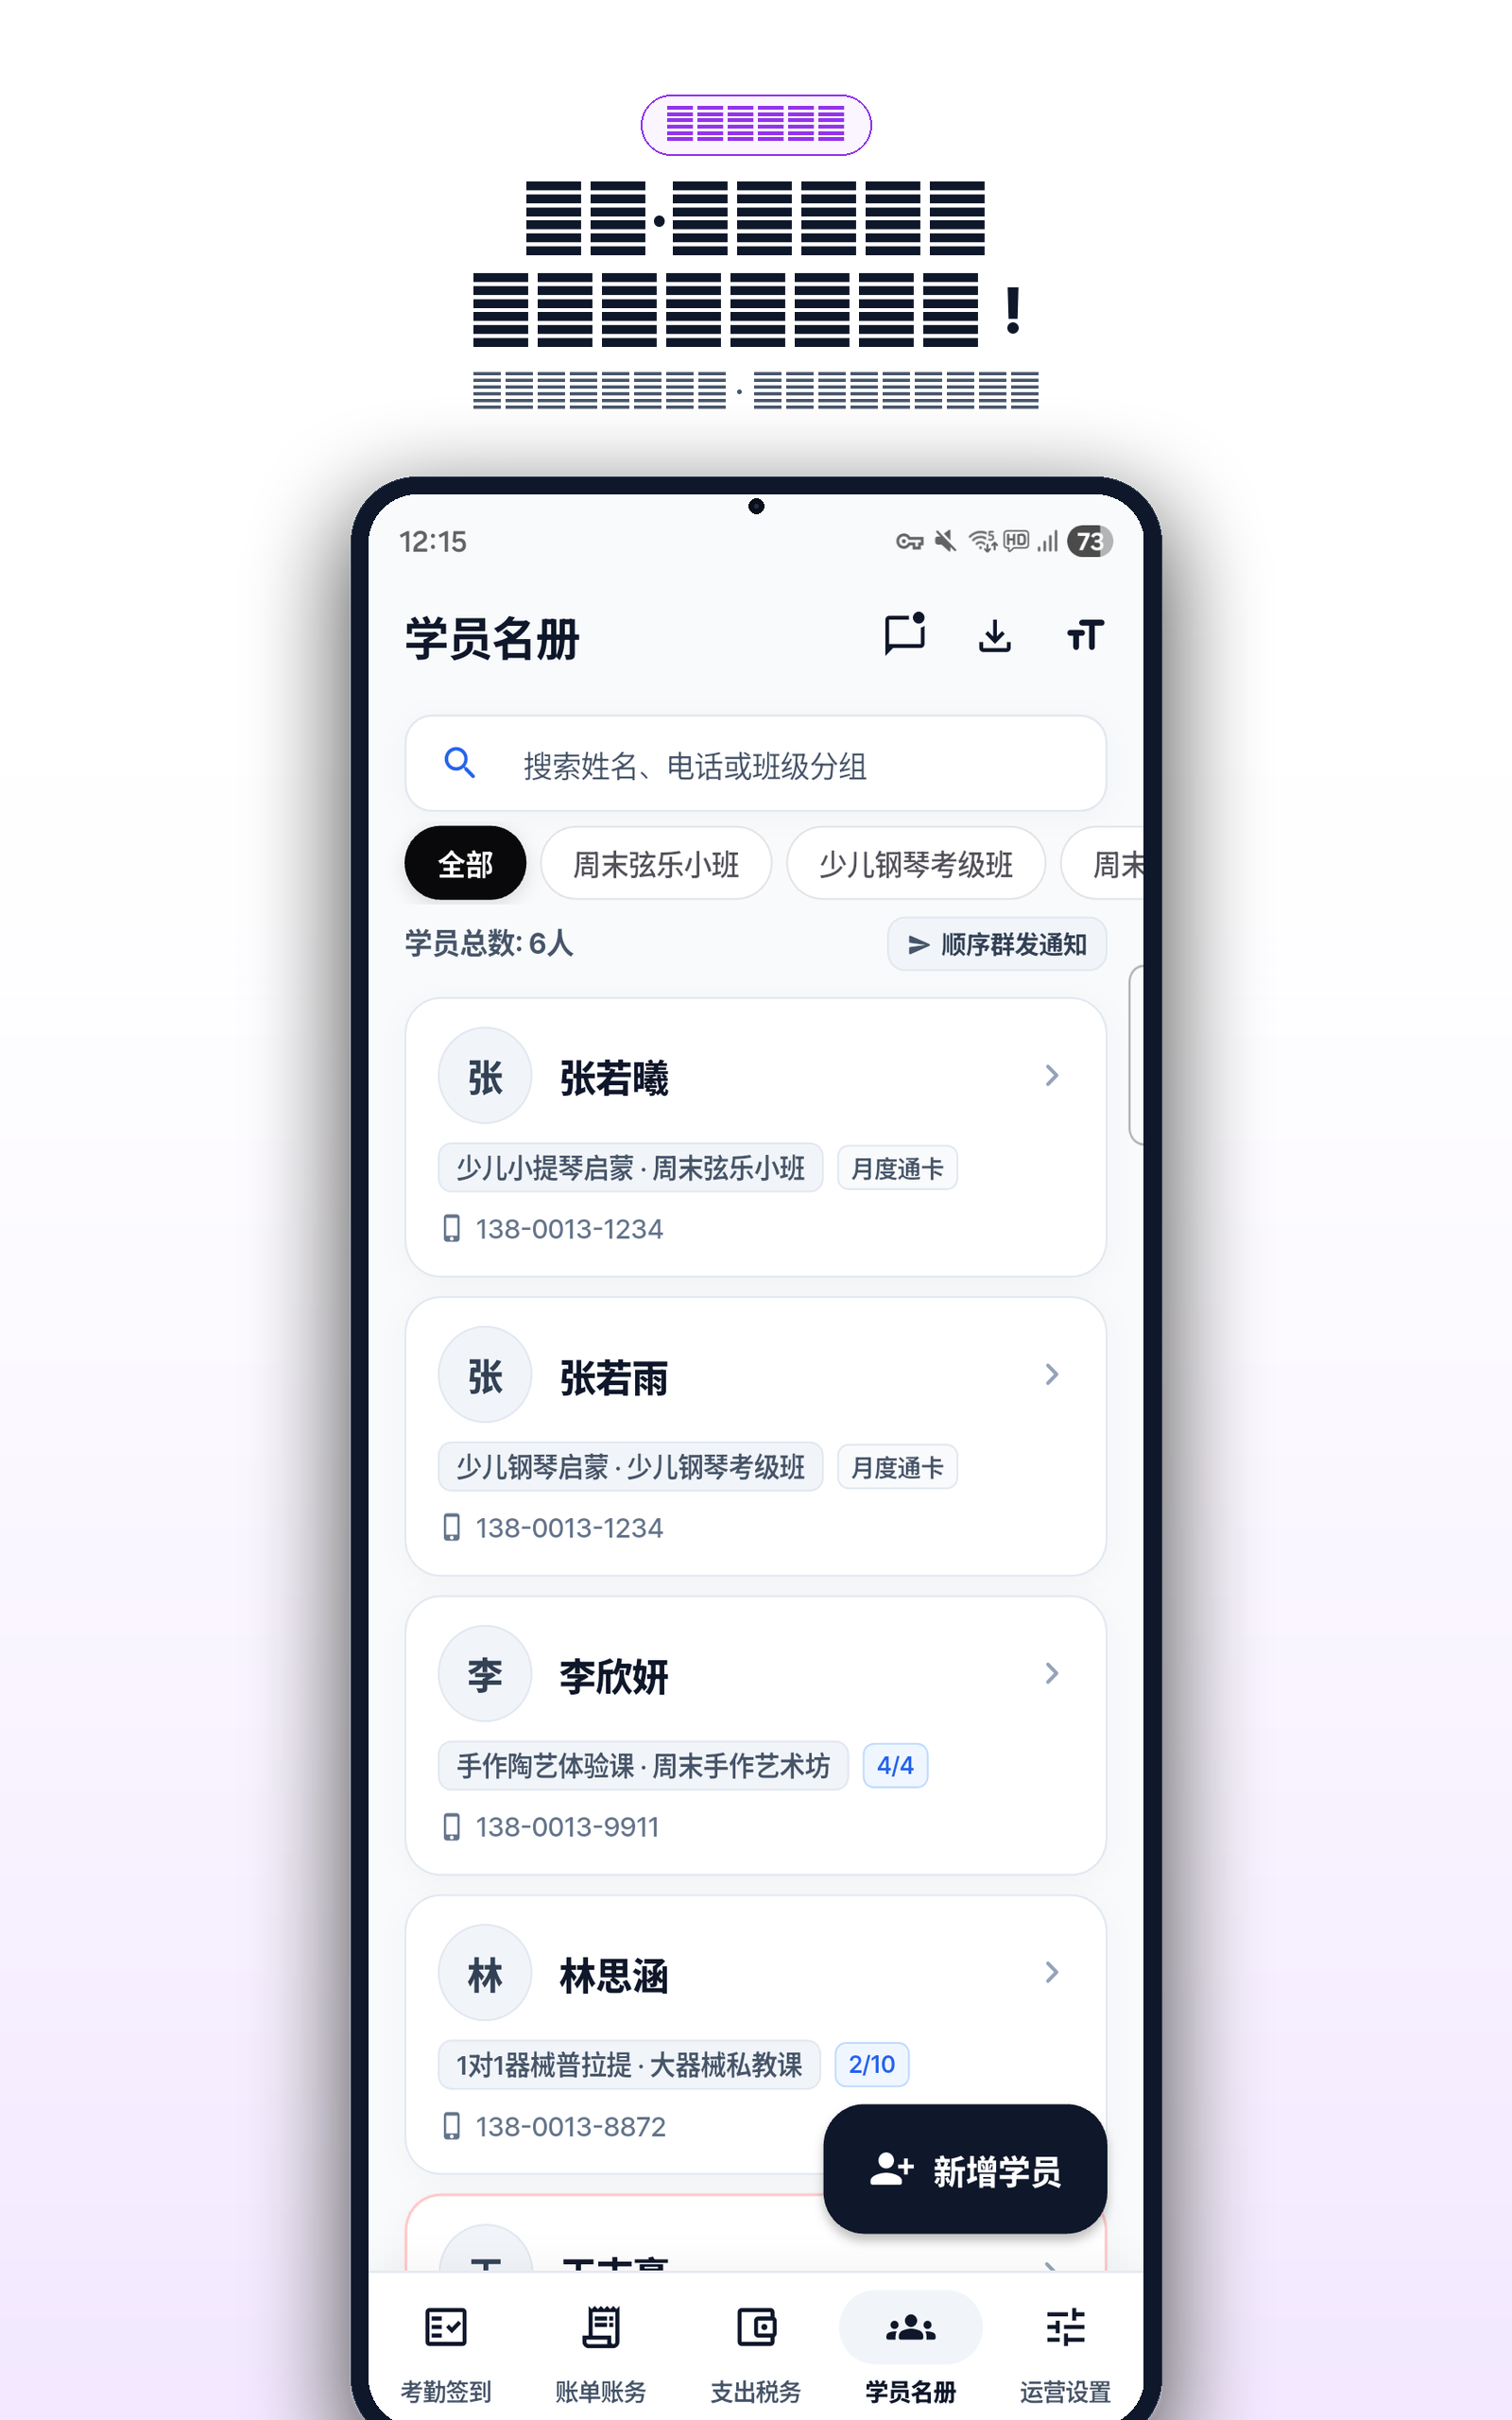 12:15
5 HD 73
学员名册
搜索姓名、电话或班级分组
全部
周末弦乐小班
少儿钢琴考级班
周末
学员总数: 6人
顺序群发通知
张
张若曦
少儿小提琴启蒙 · 周末弦乐小班
月度通卡
138-0013-1234
张
张若雨
少儿钢琴启蒙 · 少儿钢琴考级班
月度通卡
138-0013-1234
李
李欣妍
手作陶艺体验课 · 周末手作艺术坊
4/4
138-0013-9911
林
林思涵
1对1器械普拉提 · 大器械私教课
2/10
138-0013-8872
新增学员
考勤签到
账单账务
支出税务
学员名册
运营设置